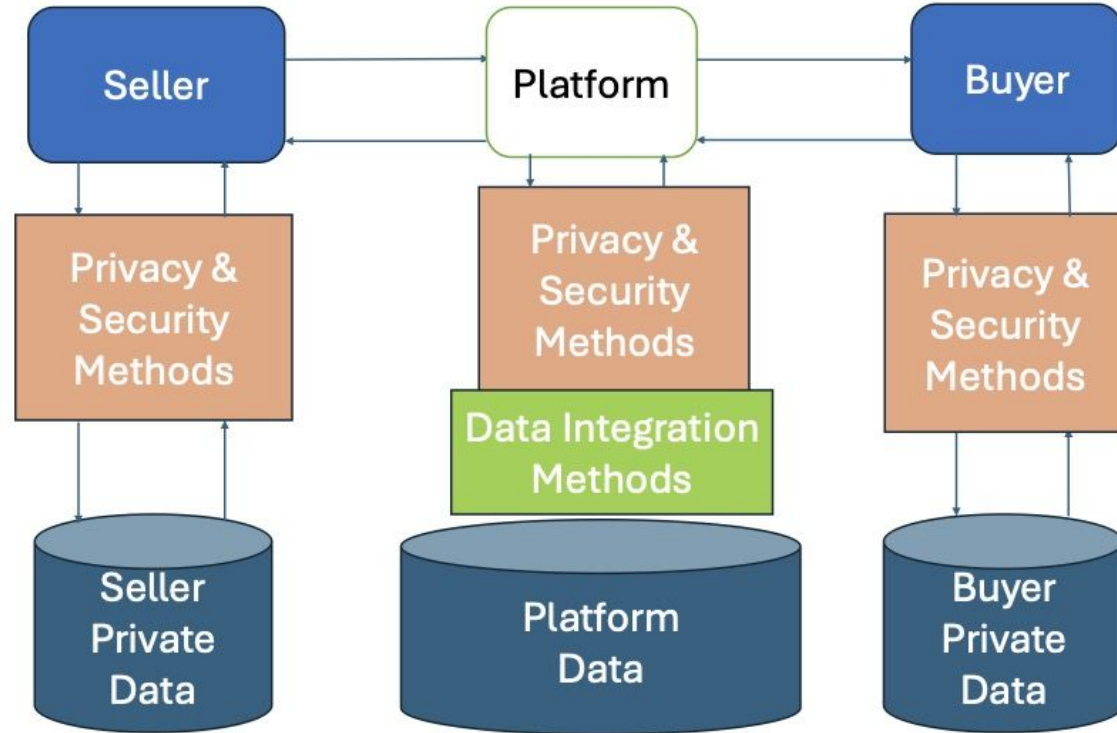 Seller
Platform
Buyer
Privacy &
Security
Methods
Privacy &
Security
Methods
Privacy &
Security
Methods
Data Integration
Methods
Seller
Private
Data
Platform
Data
Buyer
Private
Data